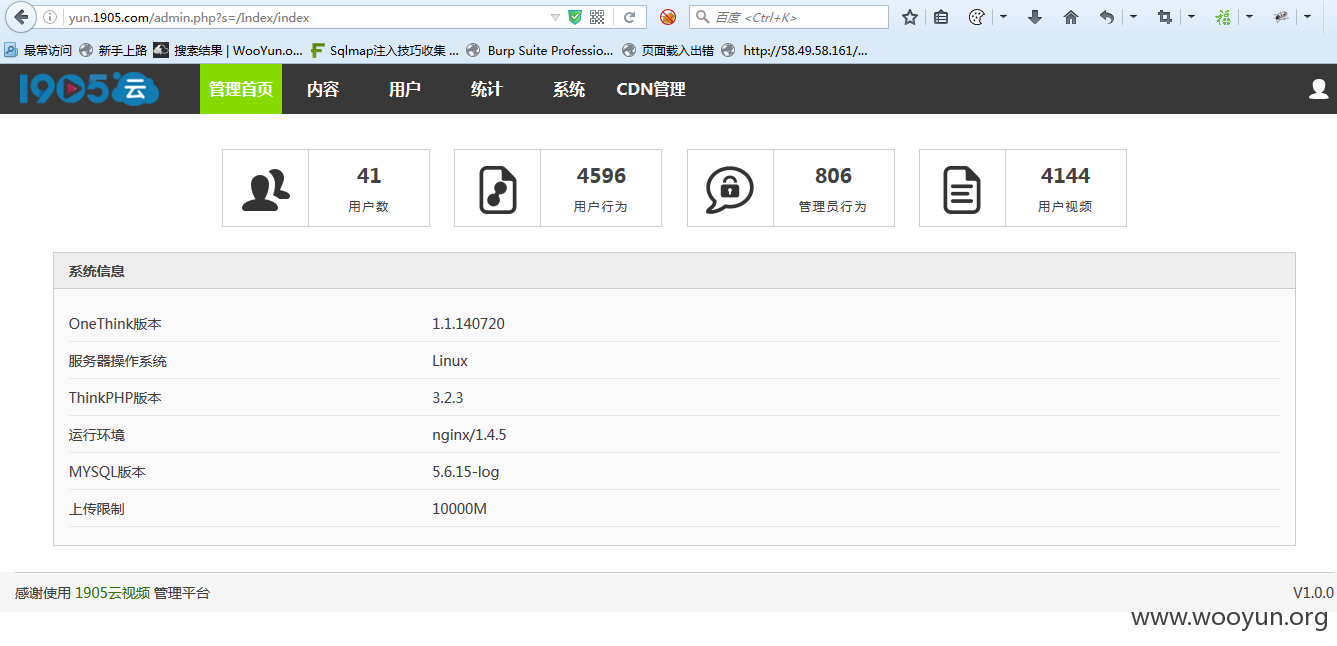 yun.1905.com/admin.php?s=/Index/index 百度 <Ctrl+K>
最常访问 新手上路 搜索结果 | WooYun.o... Sqlmap注入技巧收集 ... Burp Suite Professio... 页面载入出错 http://58.49.58.161/...
1905云 管理首页 内容 用户 统计 系统 CDN管理
41 4596 806 4144
用户数 用户行为 管理员行为 用户视频
系统信息
OneThink版本 1.1.140720
服务器操作系统 Linux
ThinkPHP版本 3.2.3
运行环境 nginx/1.4.5
MYSQL版本 5.6.15-log
上传限制 10000M
感谢使用 1905云视频 管理平台 V1.0.0
www.wooyun.org